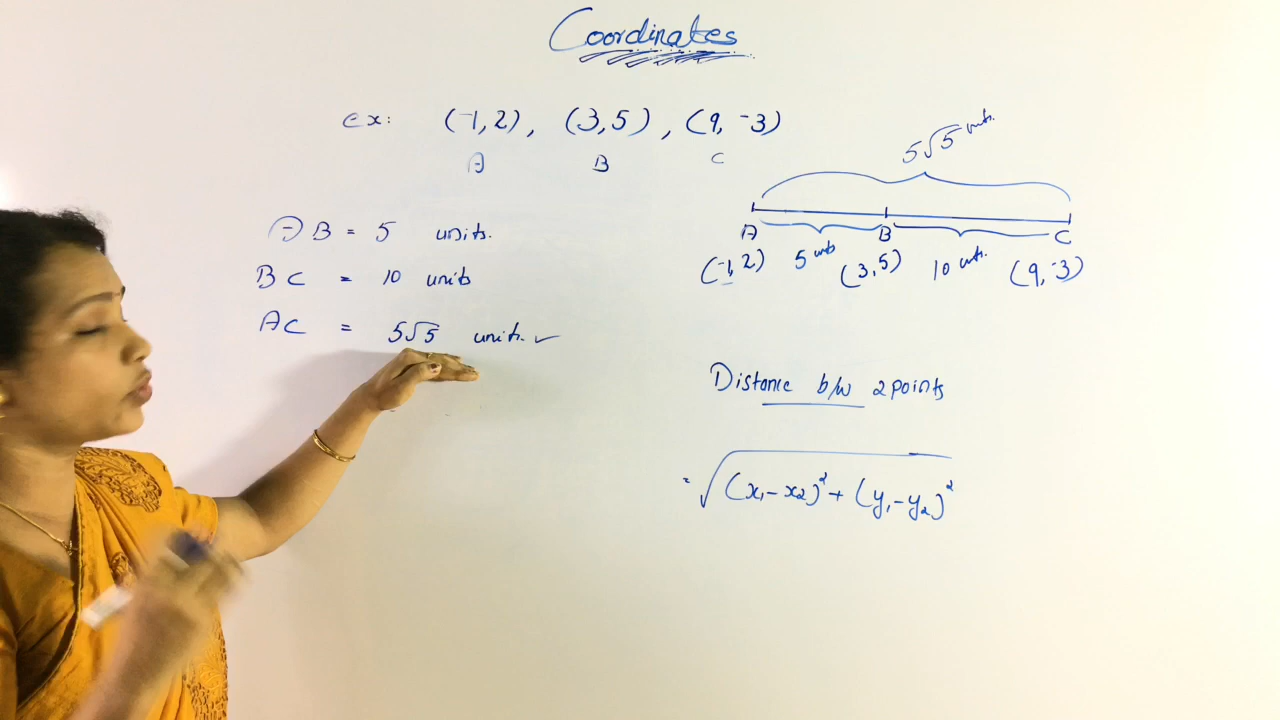 Coordinates
ex: (-1, 2), (3, 5), (9, -3)
A B C
AB = 5 units.
BC = 10 units
AC = 5√5 units. ✓
5√5 units.
A B C
(-1, 2) 5 units (3, 5) 10 units. (9, -3)
Distance b/w 2 points
= √(x₁ - x₂)² + (y₁ - y₂)²